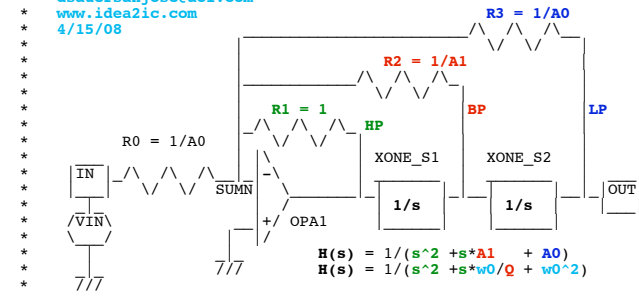 * www.idea2ic.com
* 4/15/08
R3 = 1/A0
R2 = 1/A1
R1 = 1
HP
BP
LP
R0 = 1/A0
XONE_S1
XONE_S2
IN
SUMN
1/s
1/s
OUT
VIN
OPA1
H(s) = 1/(s^2 +s*A1 + A0)
H(s) = 1/(s^2 +s*w0/Q + w0^2)